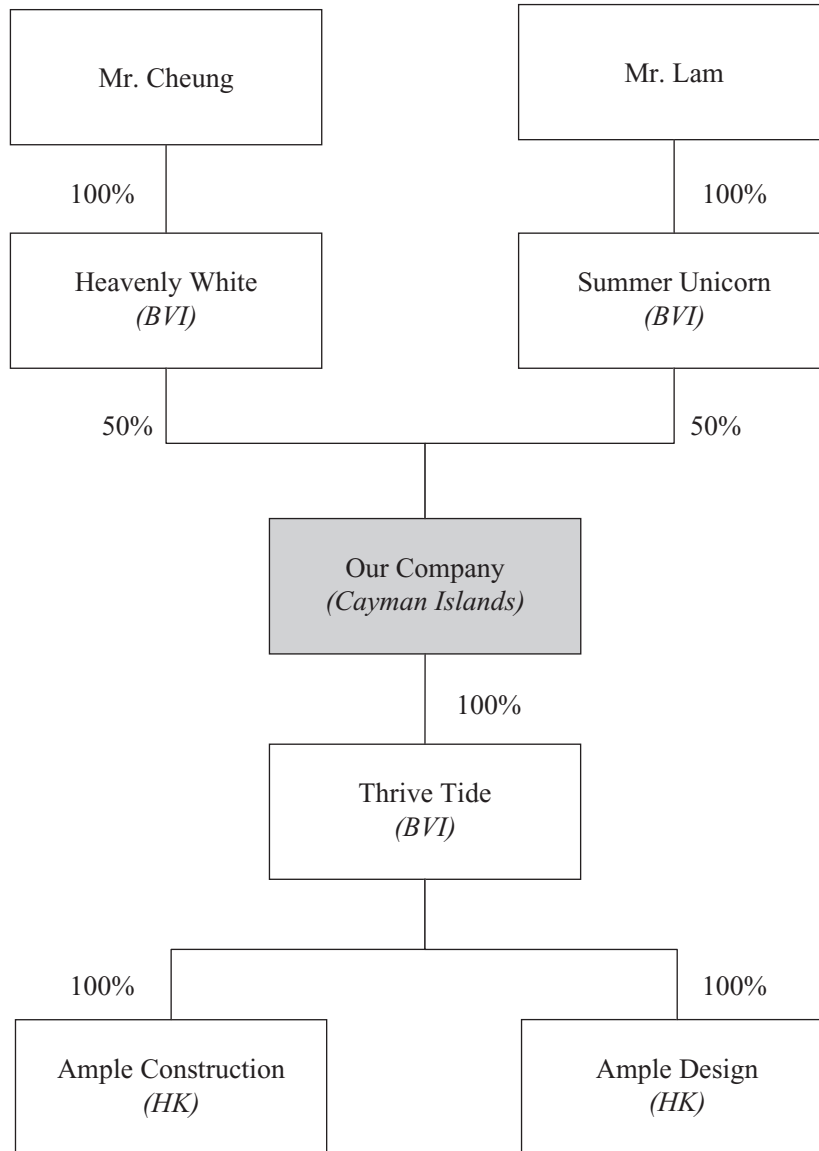 Mr. Cheung
Mr. Lam
100%
100%
Heavenly White
(BVI)
Summer Unicorn
(BVI)
50%
50%
Our Company
(Cayman Islands)
100%
Thrive Tide
(BVI)
100%
100%
Ample Construction
(HK)
Ample Design
(HK)